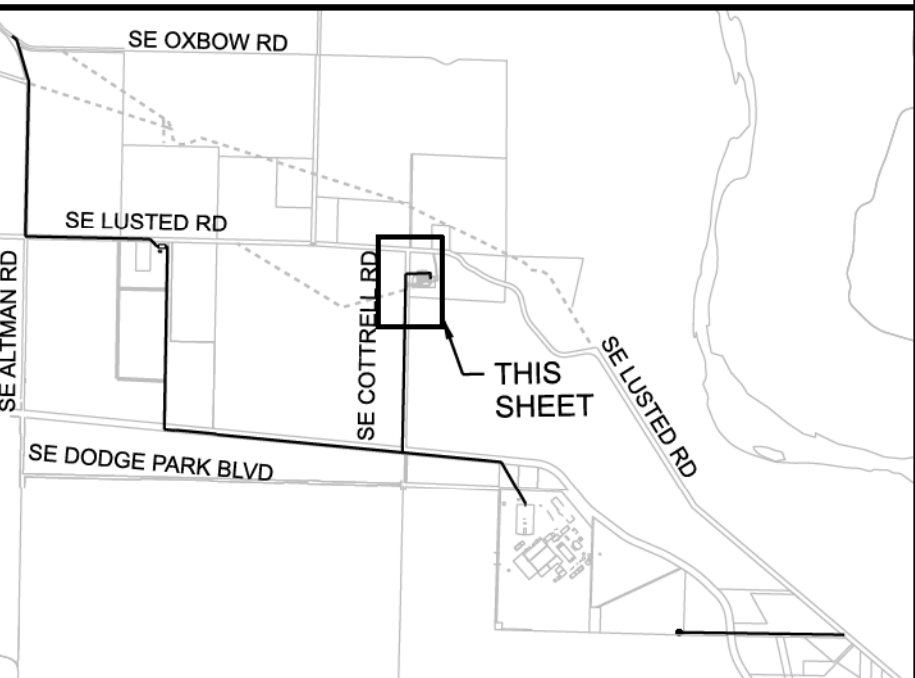 SE OXBOW RD
SE LUSTED RD
SE ALTMAN RD
SE COTTRELL RD
THIS
SHEET
SE LUSTED RD
SE DODGE PARK BLVD